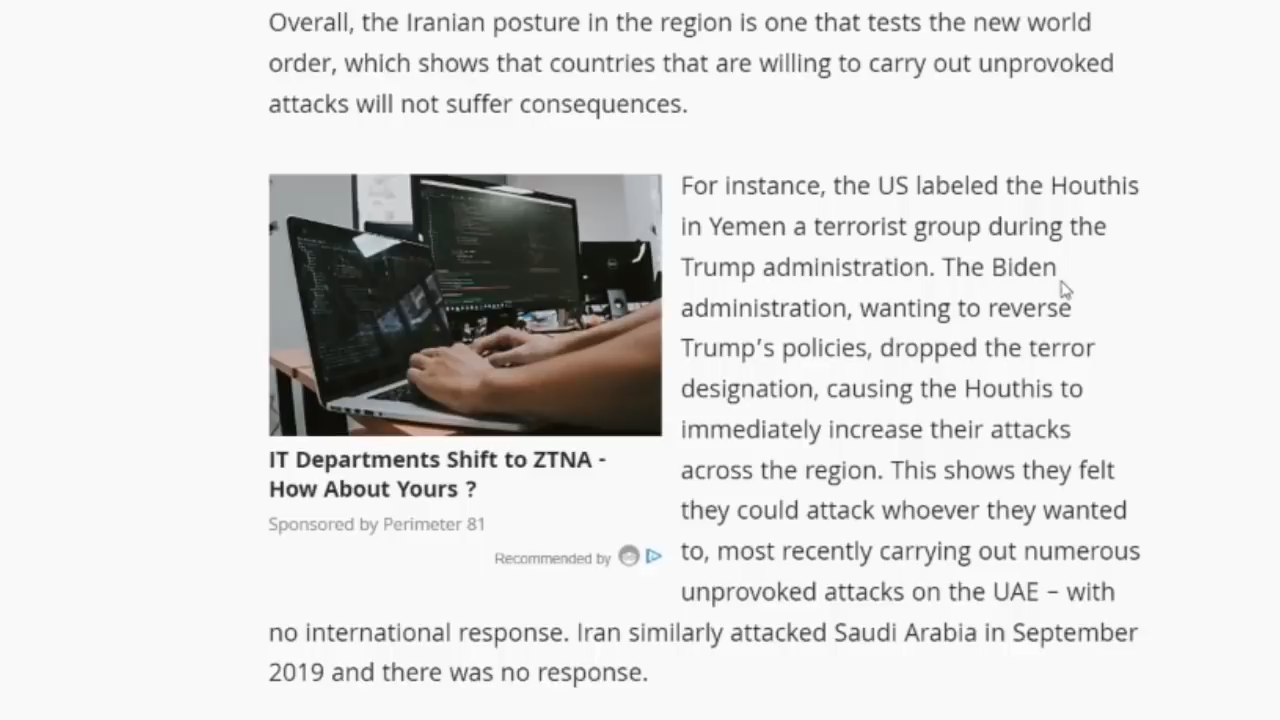 Overall, the Iranian posture in the region is one that tests the new world
order, which shows that countries that are willing to carry out unprovoked
attacks will not suffer consequences.
IT Departments Shift to ZTNA -
How About Yours ?
Sponsored by Perimeter 81
Recommended by
For instance, the US labeled the Houthis
in Yemen a terrorist group during the
Trump administration. The Biden
administration, wanting to reverse
Trump’s policies, dropped the terror
designation, causing the Houthis to
immediately increase their attacks
across the region. This shows they felt
they could attack whoever they wanted
to, most recently carrying out numerous
unprovoked attacks on the UAE – with
no international response. Iran similarly attacked Saudi Arabia in September
2019 and there was no response.